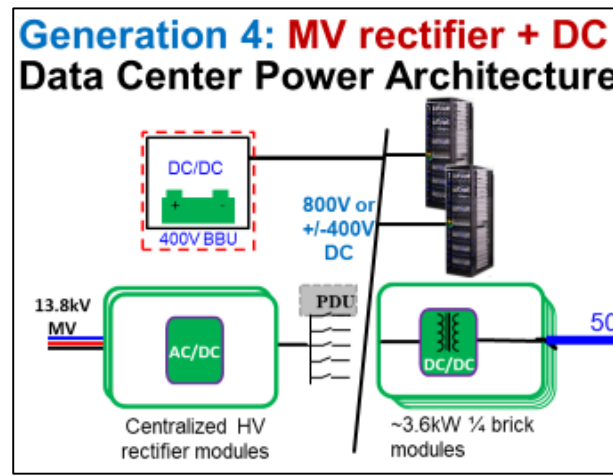 Generation 4: MV rectifier + DC
Data Center Power Architecture
DC/DC
+ -
400V BBU
800V or
+/-400V
DC
13.8kV
MV
AC/DC
PDU
DC/DC
50
Centralized HV
rectifier modules
~3.6kW ¼ brick
modules